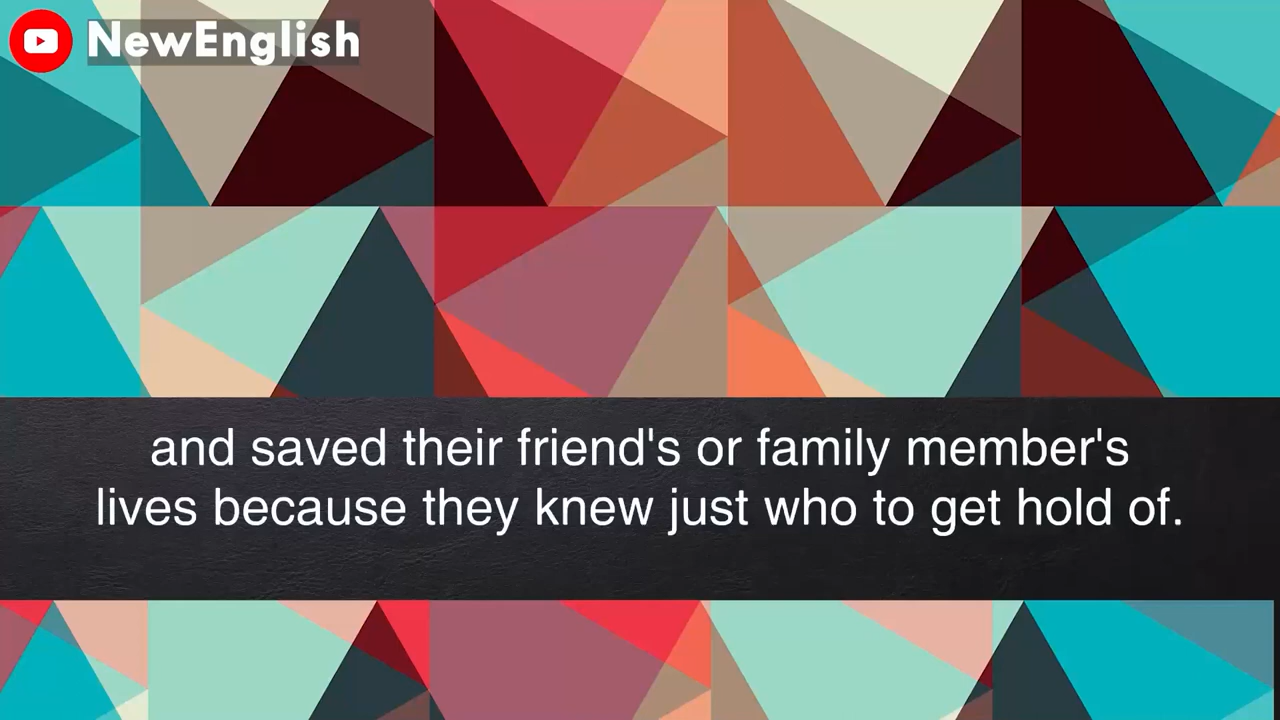 NewEnglish
and saved their friend's or family member's
lives because they knew just who to get hold of.